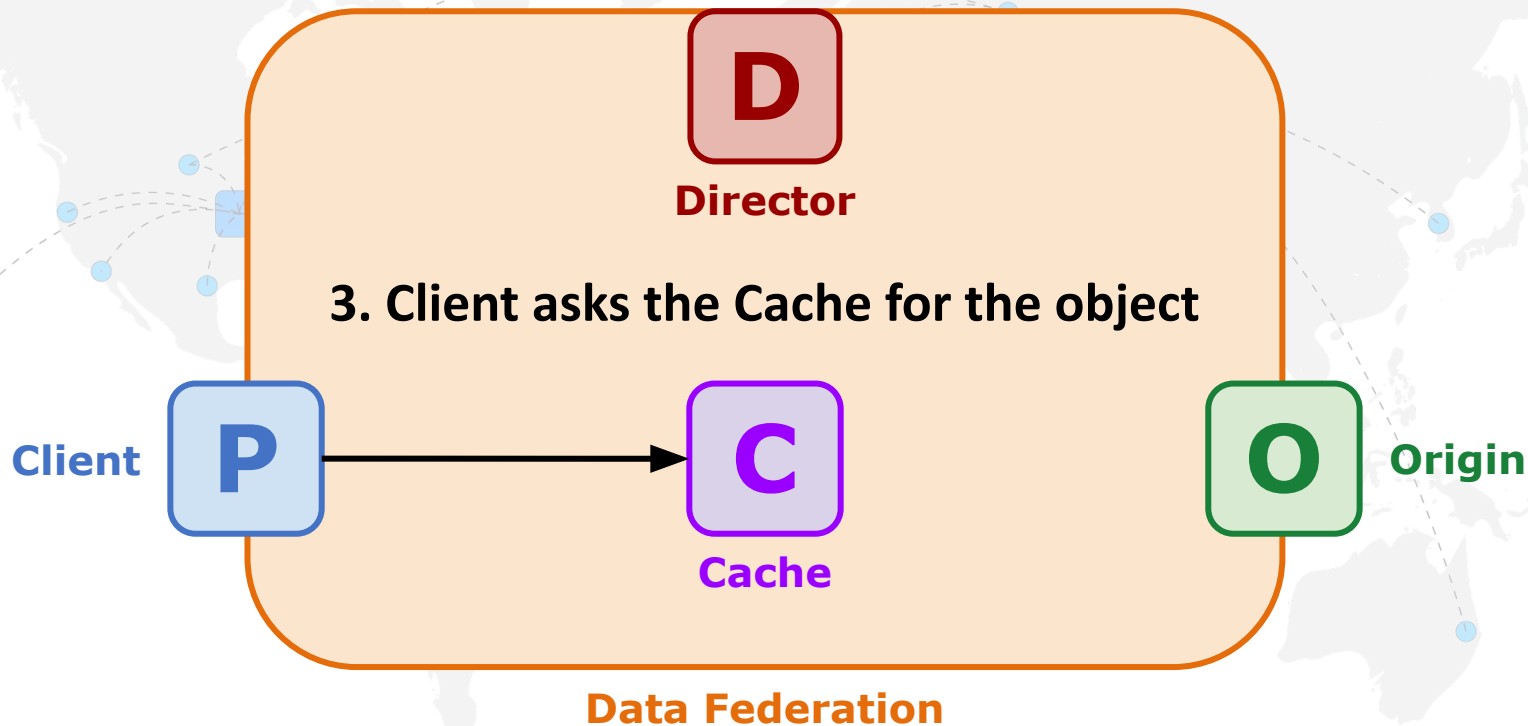 D
Director
3. Client asks the Cache for the object
Client
P
C
O
Origin
Cache
Data Federation